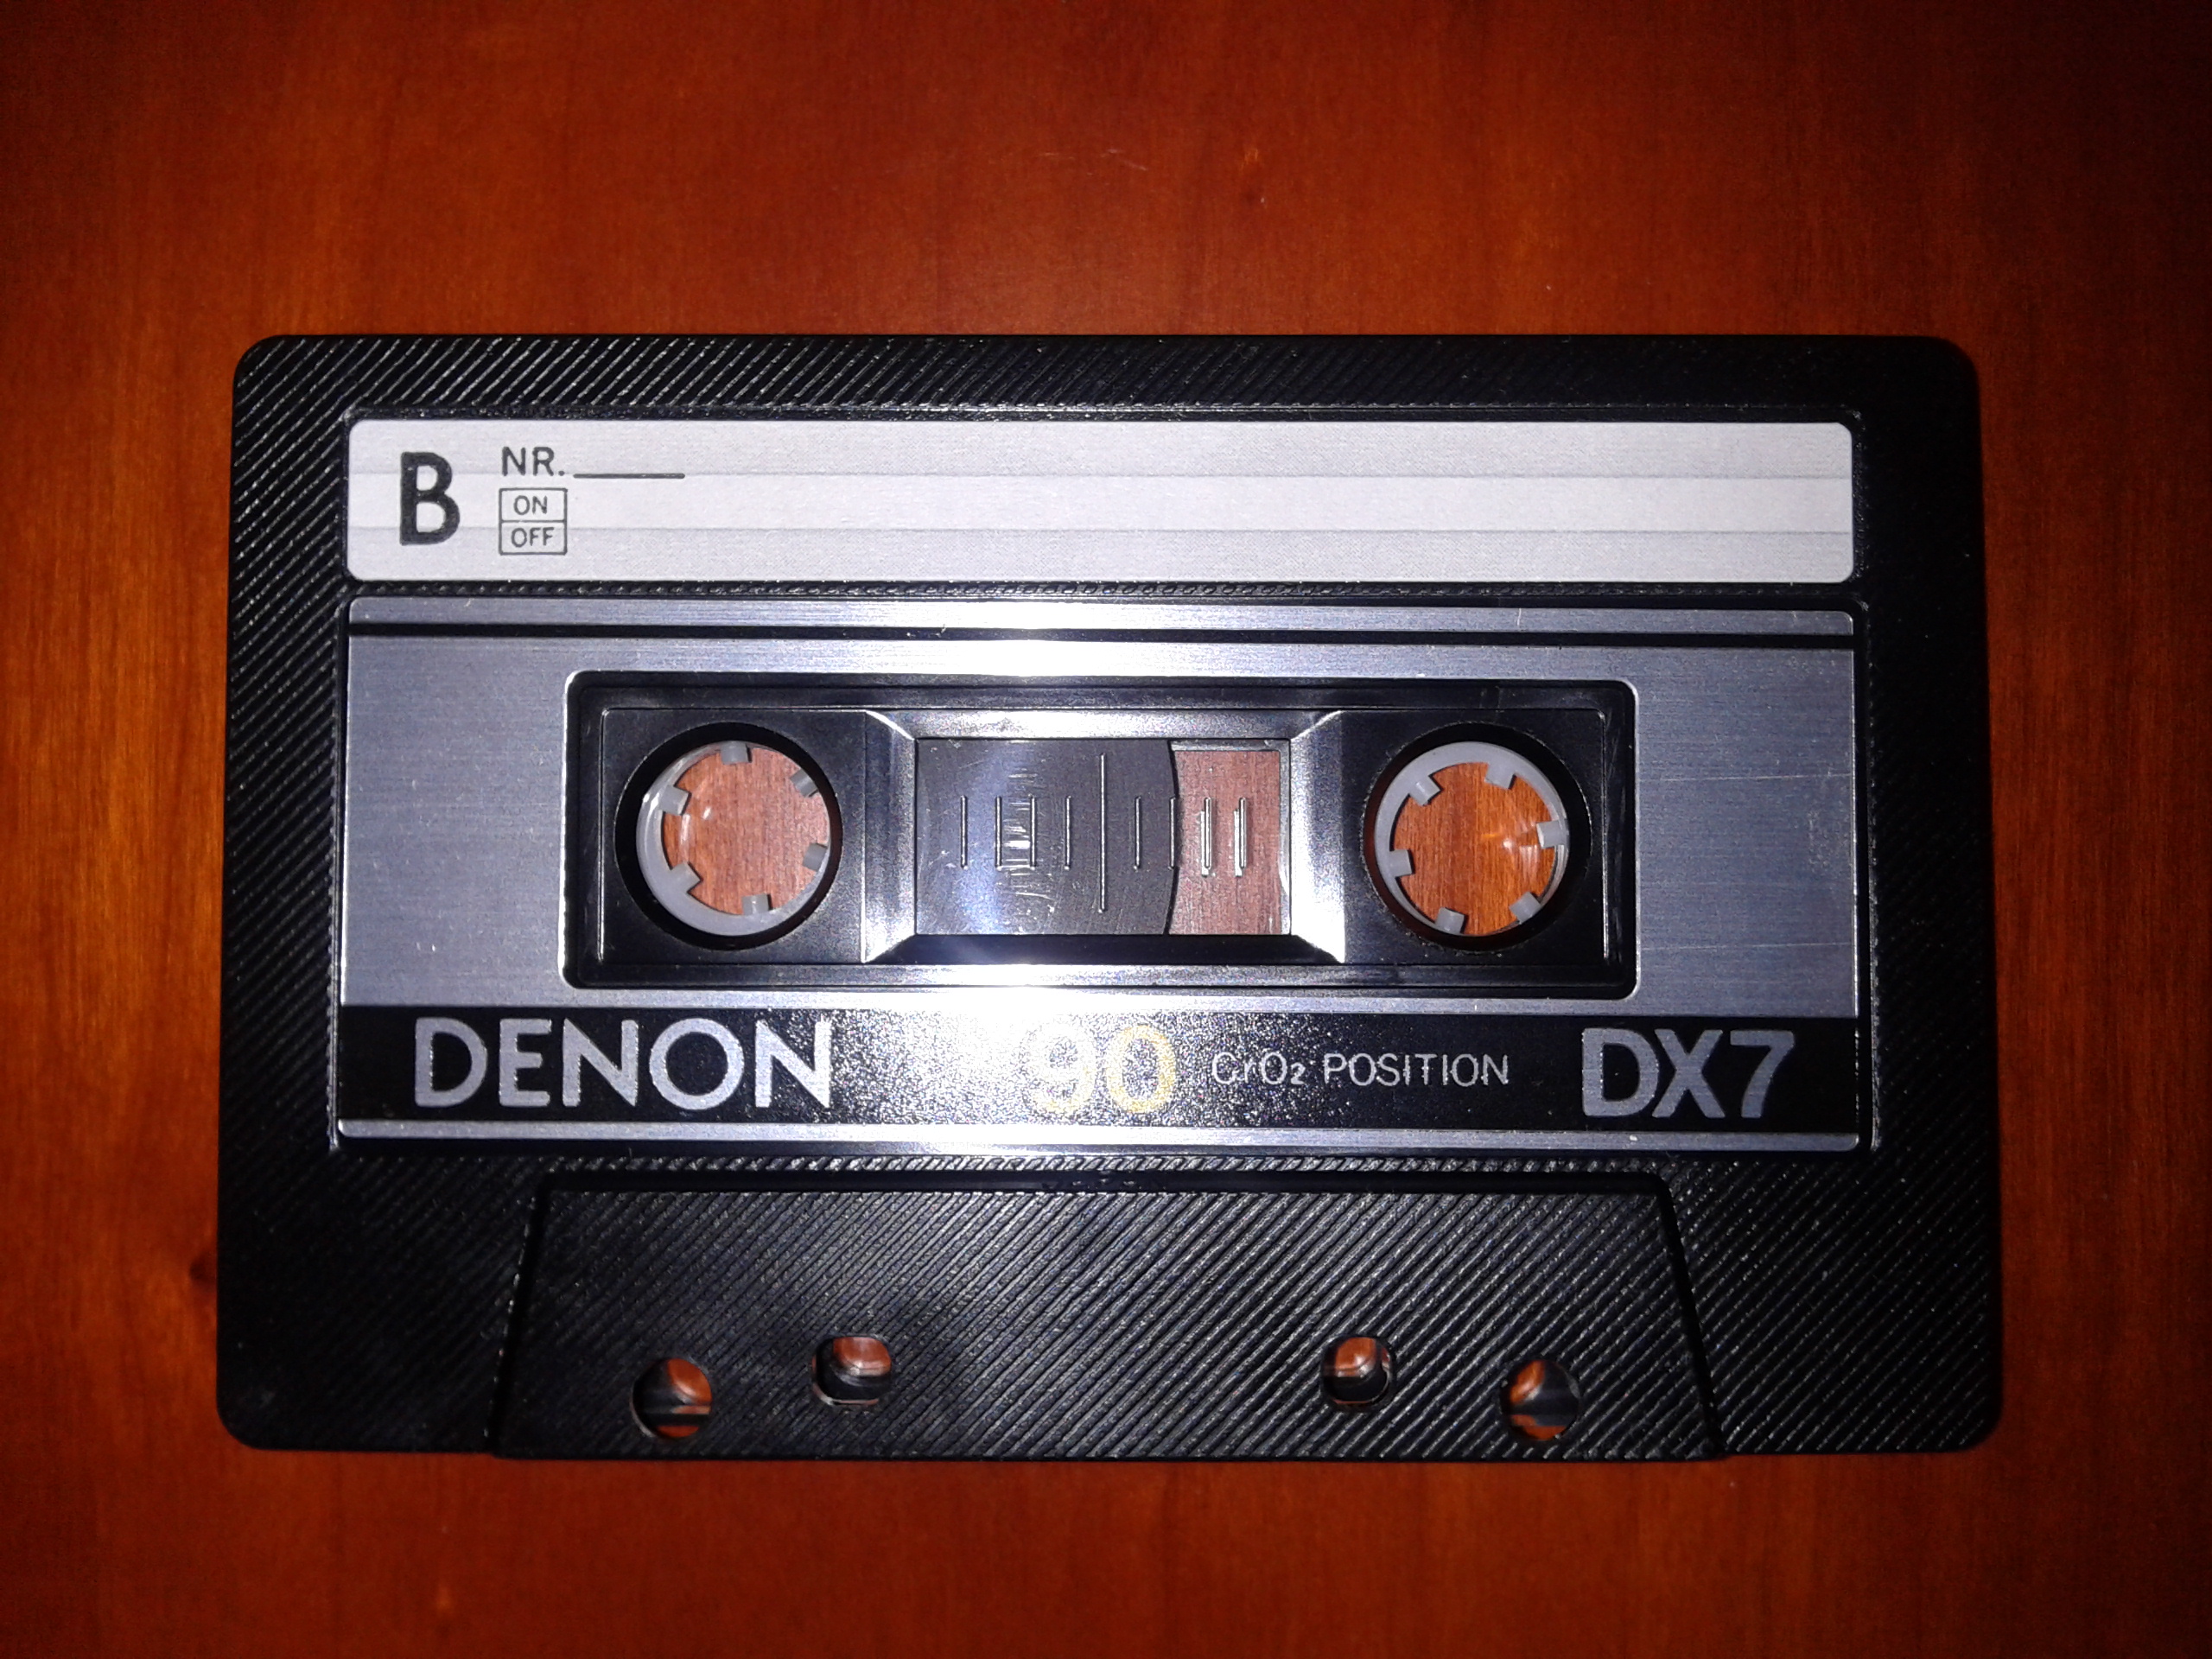 B NR.
ON
OFF
DENON 90 CrO₂ POSITION DX7